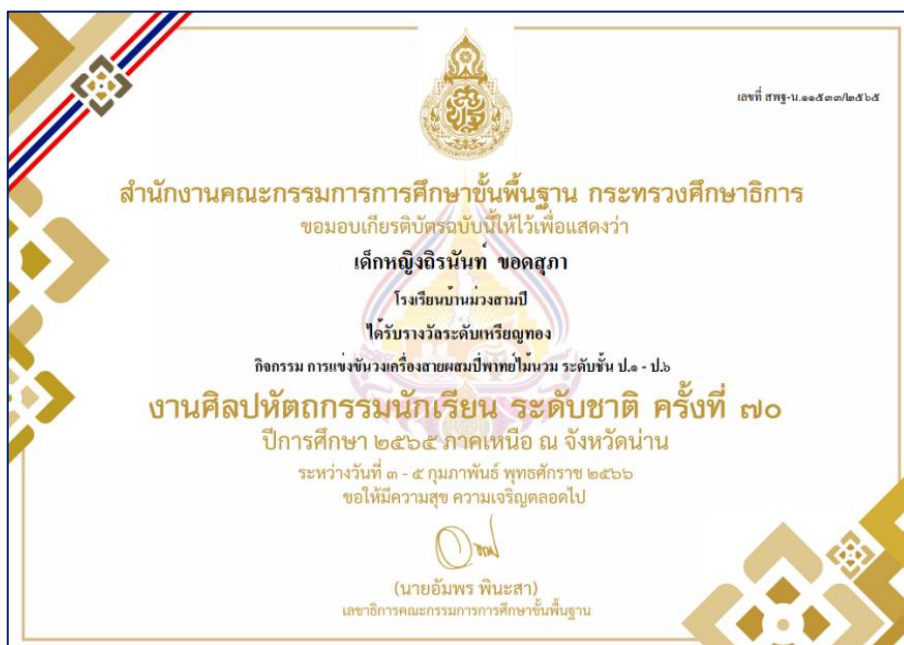 เลขที่ สพฐ-น.๑๑๕๓๓/๒๕๖๕
สำนักงานคณะกรรมการการศึกษาขั้นพื้นฐาน กระทรวงศึกษาธิการ
ขอมอบเกียรติบัตรฉบับนี้ให้ไว้เพื่อแสดงว่า
เด็กหญิงถิรนันท์ ขอดสุภา
โรงเรียนบ้านม่วงสามปี
ได้รับรางวัลระดับเหรียญทอง
กิจกรรม การแข่งขันวงเครื่องสายผสมปี่พาทย์ไม้นวม ระดับชั้น ป.๑ - ป.๖
งานศิลปหัตถกรรมนักเรียน ระดับชาติ ครั้งที่ ๗๐
ปีการศึกษา ๒๕๖๕ ภาคเหนือ ณ จังหวัดน่าน
ระหว่างวันที่ ๓ - ๕ กุมภาพันธ์ พุทธศักราช ๒๕๖๖
ขอให้มีความสุข ความเจริญตลอดไป
(นายอัมพร พินะสา)
เลขาธิการคณะกรรมการการศึกษาขั้นพื้นฐาน